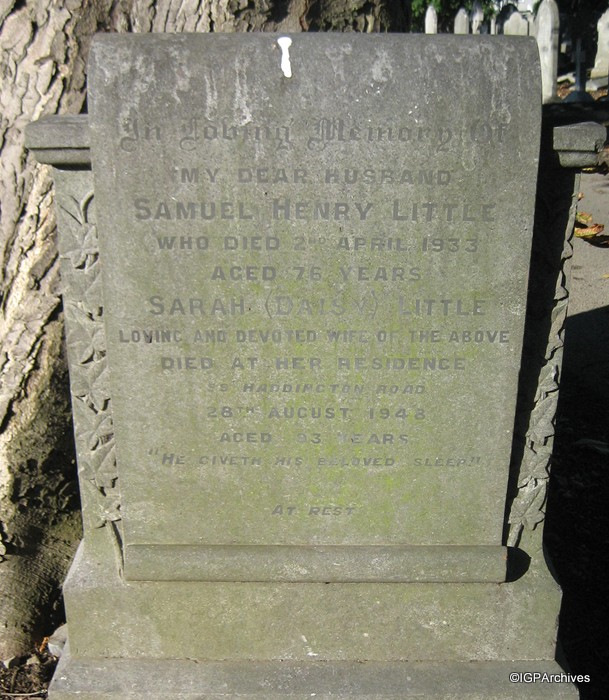 In Loving Memory Of
MY DEAR HUSBAND
SAMUEL HENRY LITTLE
WHO DIED 2ND APRIL 1933
AGED 76 YEARS
SARAH (DAISY) LITTLE
LOVING AND DEVOTED WIFE OF THE ABOVE
DIED AT HER RESIDENCE
HADDINGTON ROAD
28TH AUGUST 1948
AGED 93 YEARS
"HE GIVETH HIS BELOVED SLEEP"
AT REST
©IGPArchives